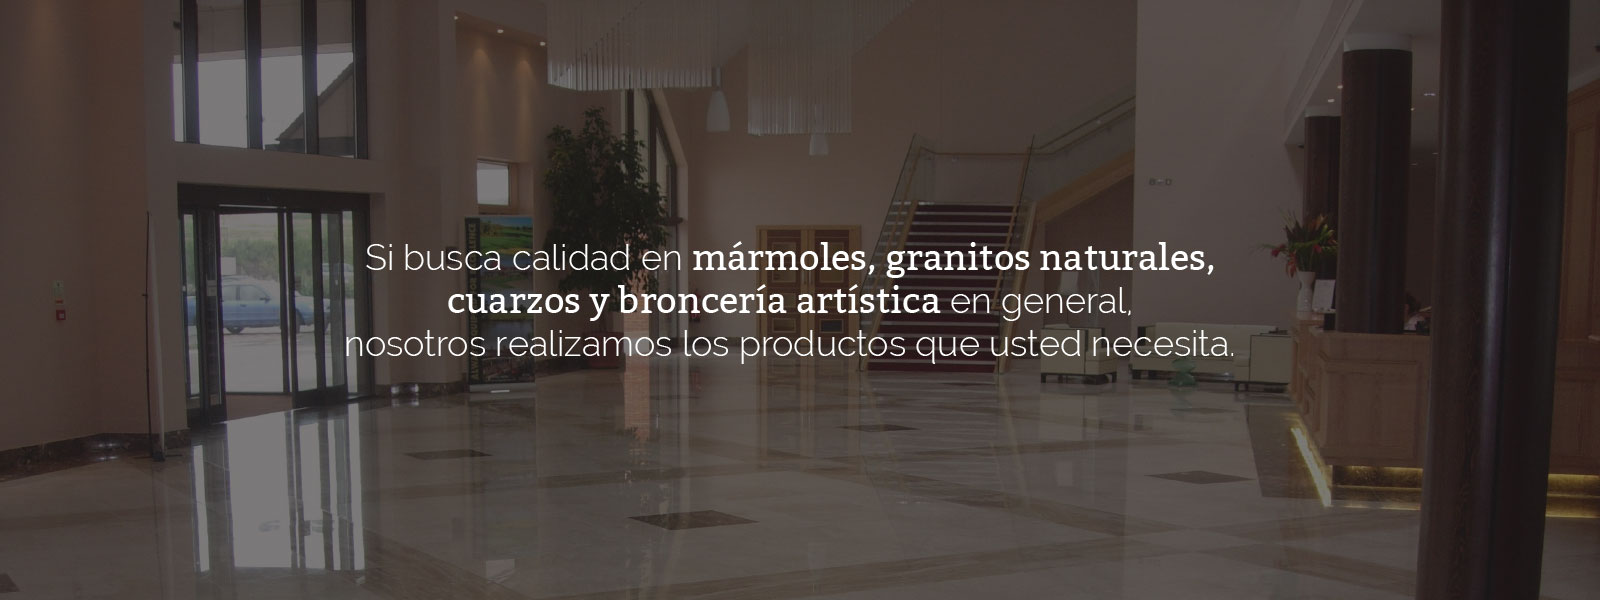 Si busca calidad en mármoles, granitos naturales,
cuarzos y broncería artística en general,
nosotros realizamos los productos que usted necesita.